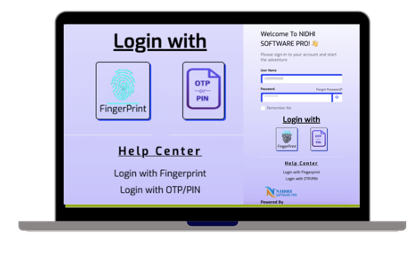 Login with
FingerPrint
OTP
or
PIN
Help Center
Login with Fingerprint
Login with OTP/PIN
Welcome To NIDHI
SOFTWARE PRO! 👋
Please sign-in to your account and start
the adventure
User Name
Password
Forgot Password?
Remember Me
Login with
FingerPrint
Help Center
Login with Fingerprint
Login with OTP/PIN
NIDHI
SOFTWARE PRO
Powered By